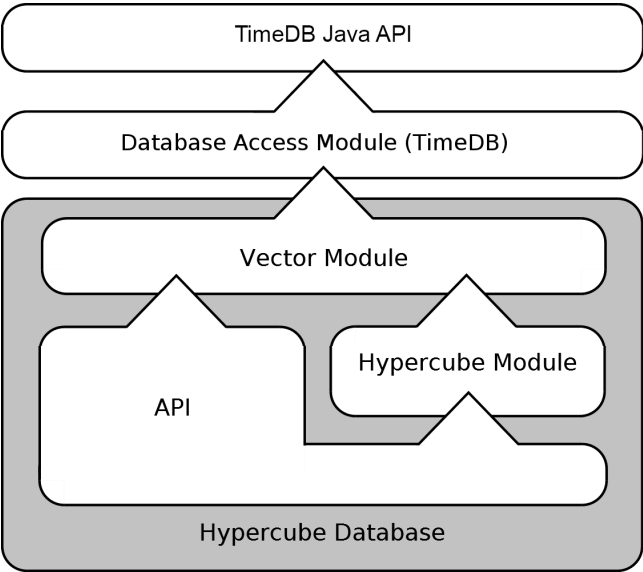 TimeDB Java API
Database Access Module (TimeDB)
Vector Module
Hypercube Module
API
Hypercube Database